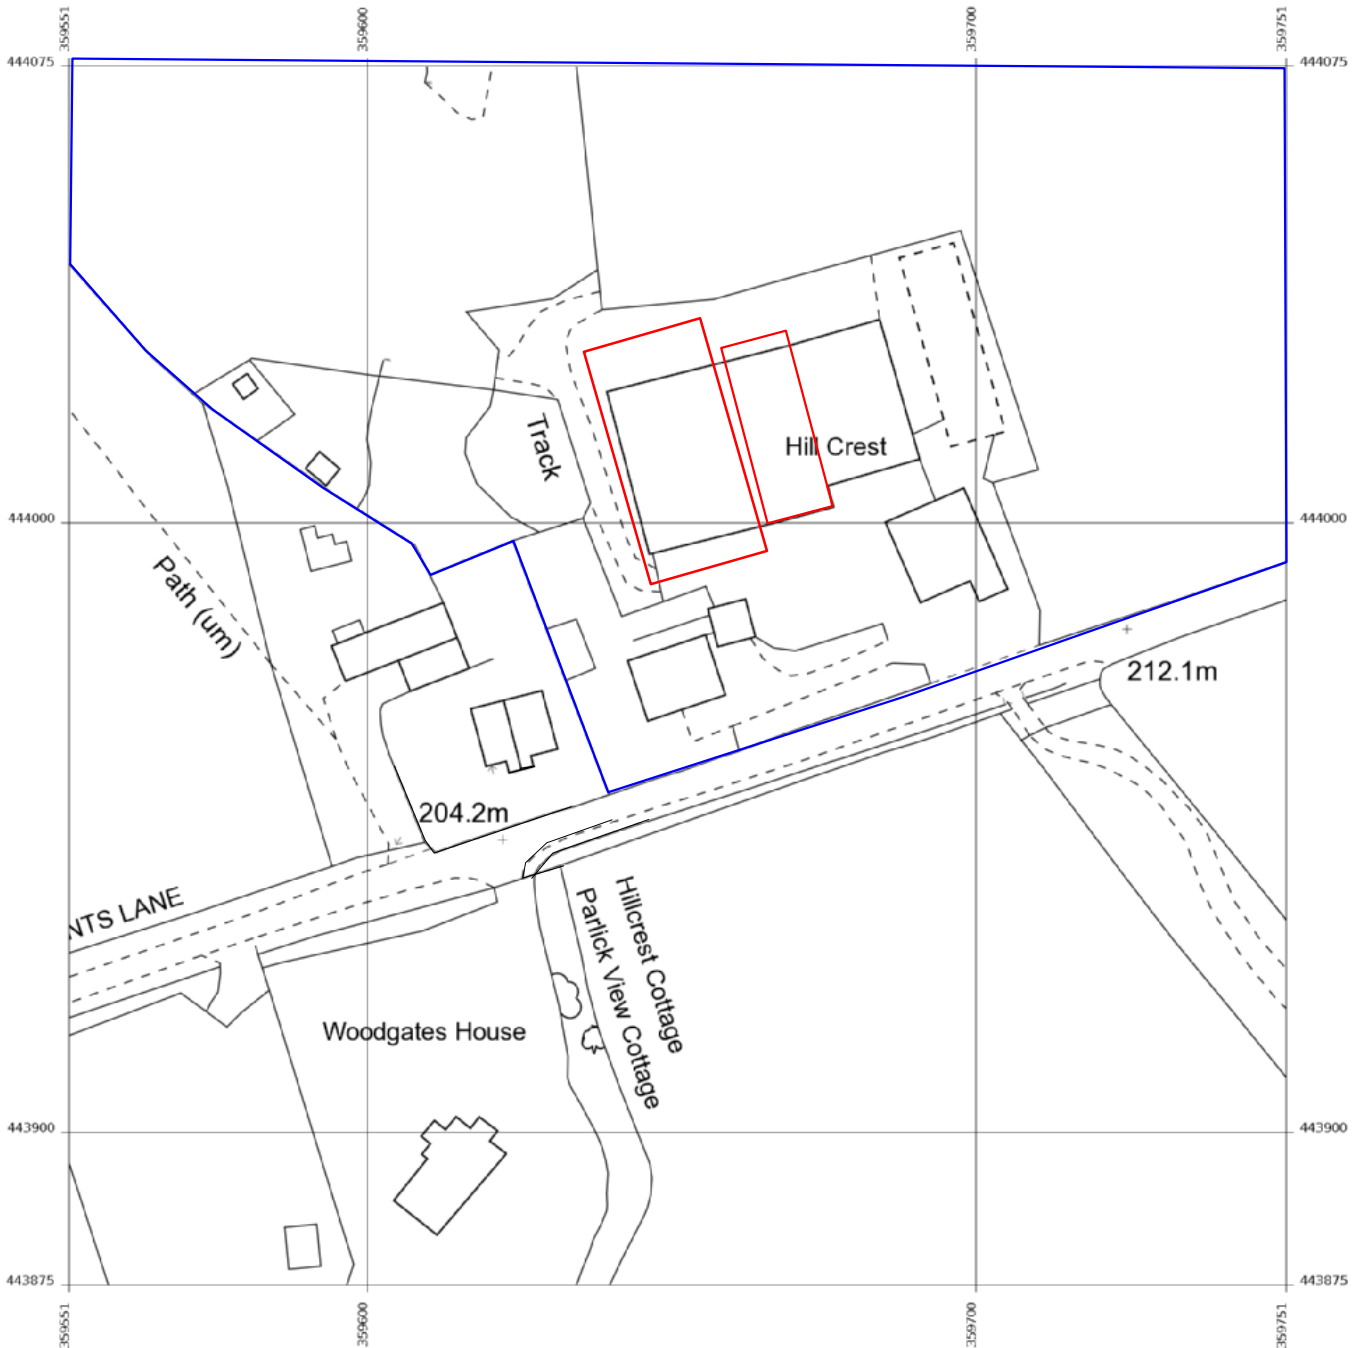 359551
359600
359700
359751
444075
444075
Track
Hill Crest
444000
444000
Path (um)
212.1m
204.2m
NTS LANE
Hillcrest Cottage
Parlick View Cottage
Woodgates House
443900
443900
443875
443875
359551
359600
359700
359751